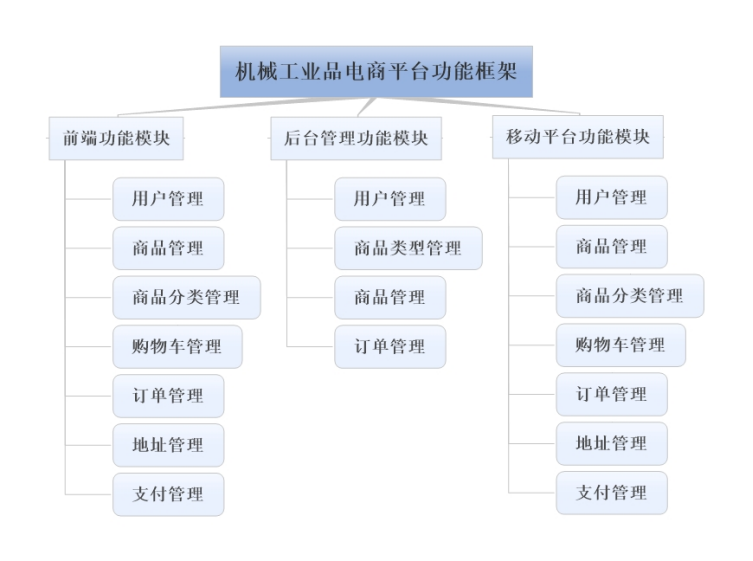 机械工业品电商平台功能框架
前端功能模块
用户管理
商品管理
商品分类管理
购物车管理
订单管理
地址管理
支付管理
后台管理功能模块
用户管理
商品类型管理
商品管理
订单管理
移动平台功能模块
用户管理
商品管理
商品分类管理
购物车管理
订单管理
地址管理
支付管理